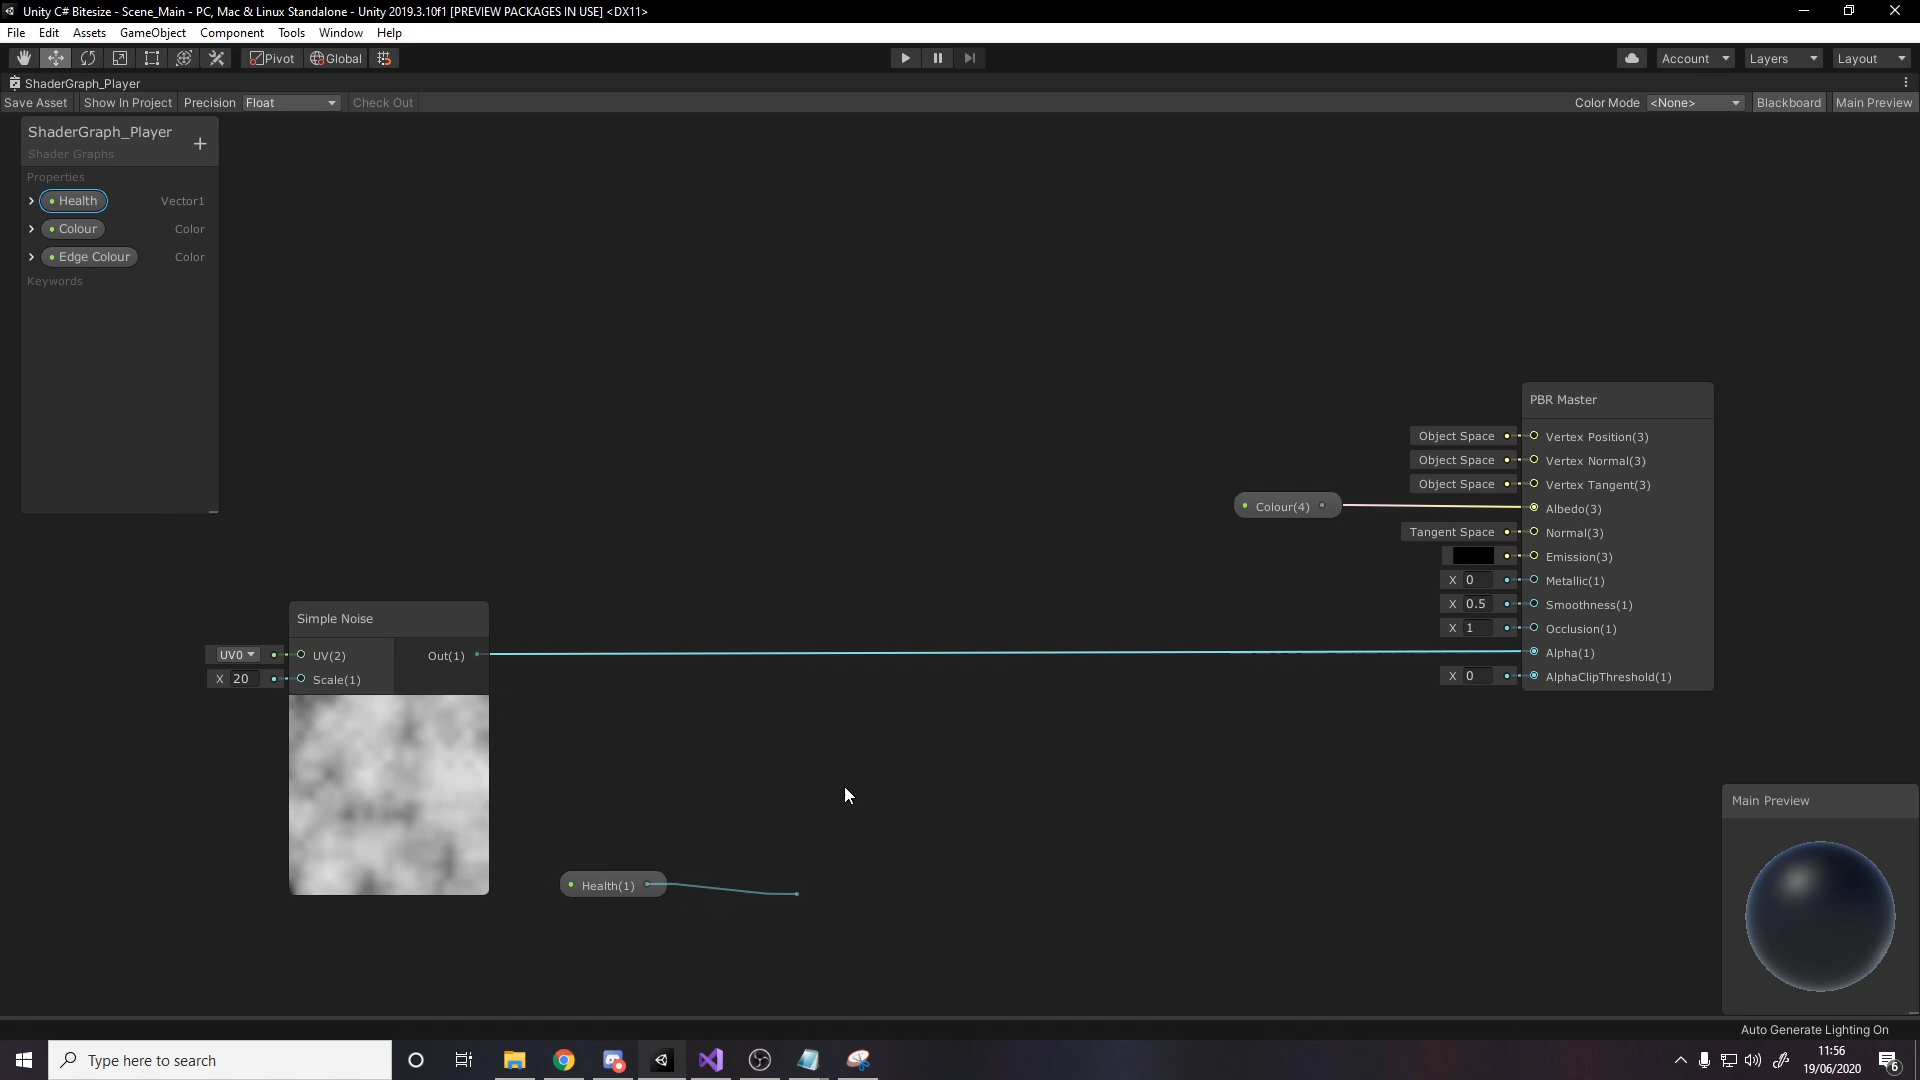 Unity C# Bitesize - Scene_Main - PC, Mac & Linux Standalone - Unity 2019.3.10f1 [PREVIEW PACKAGES IN USE] <DX11>
File Edit Assets GameObject Component Tools Window Help
Pivot Global Account Layers Layout
ShaderGraph_Player
Save Asset Show In Project Precision Float Check Out Color Mode <None> Blackboard Main Preview
ShaderGraph_Player +
Shader Graphs
Properties
Health Vector1
Colour Color
Edge Colour Color
Keywords
PBR Master
Object Space Vertex Position(3)
Object Space Vertex Normal(3)
Object Space Vertex Tangent(3)
Colour(4) Albedo(3)
Tangent Space Normal(3)
Emission(3)
X 0 Metallic(1)
X 0.5 Smoothness(1)
X 1 Occlusion(1)
Alpha(1)
X 0 AlphaClipThreshold(1)
Simple Noise
UV0 UV(2) Out(1)
X 20 Scale(1)
Health(1)
Main Preview
Auto Generate Lighting On
Type here to search
11:56
19/06/2020
6